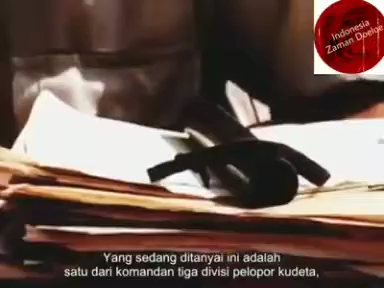 Indonesia
Zaman Doeloe
Yang sedang ditanyai ini adalah
satu dari komandan tiga divisi pelopor kudeta,